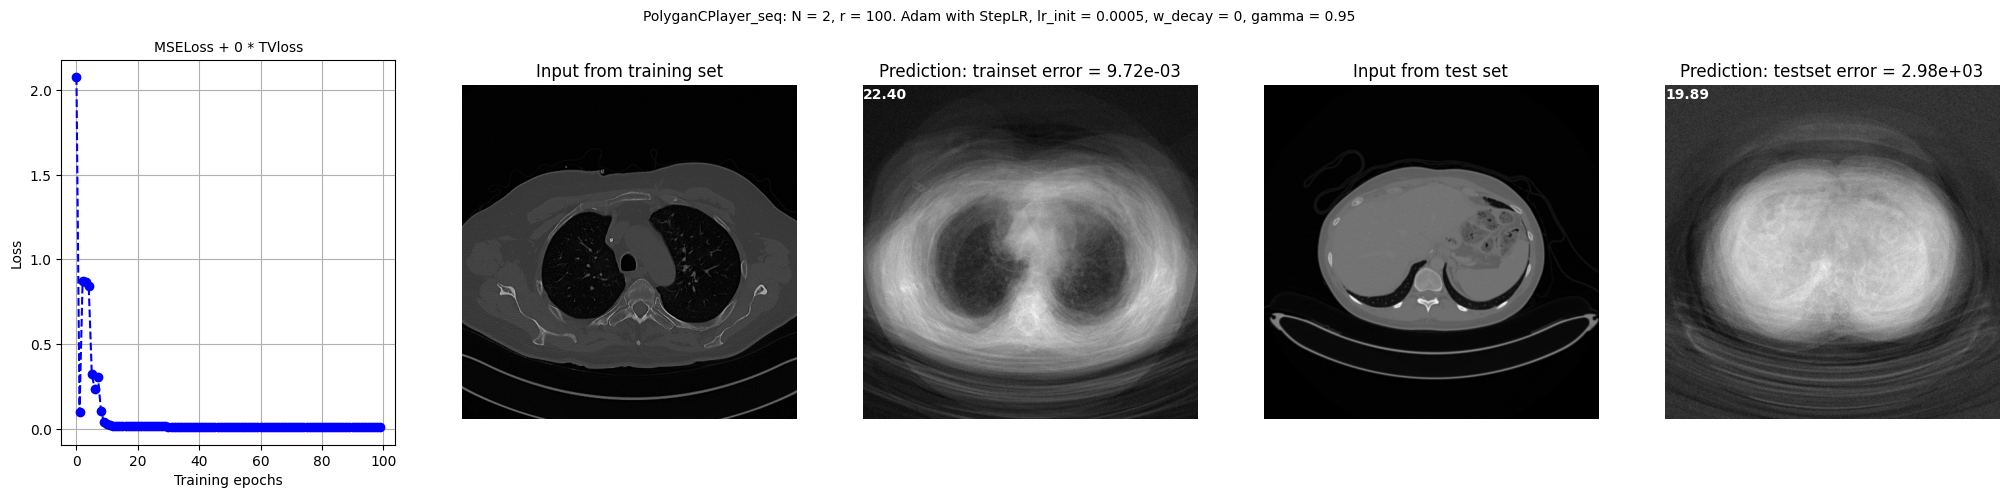 PolyganCPlayer_seq: N = 2, r = 100. Adam with StepLR, lr_init = 0.0005, w_decay = 0, gamma = 0.95
MSELoss + 0 * TVloss
Loss
2.0
1.5
1.0
0.5
0.0
0 20 40 60 80 100
Training epochs
Input from training set
Prediction: trainset error = 9.72e-03
22.40
Input from test set
Prediction: testset error = 2.98e+03
19.89